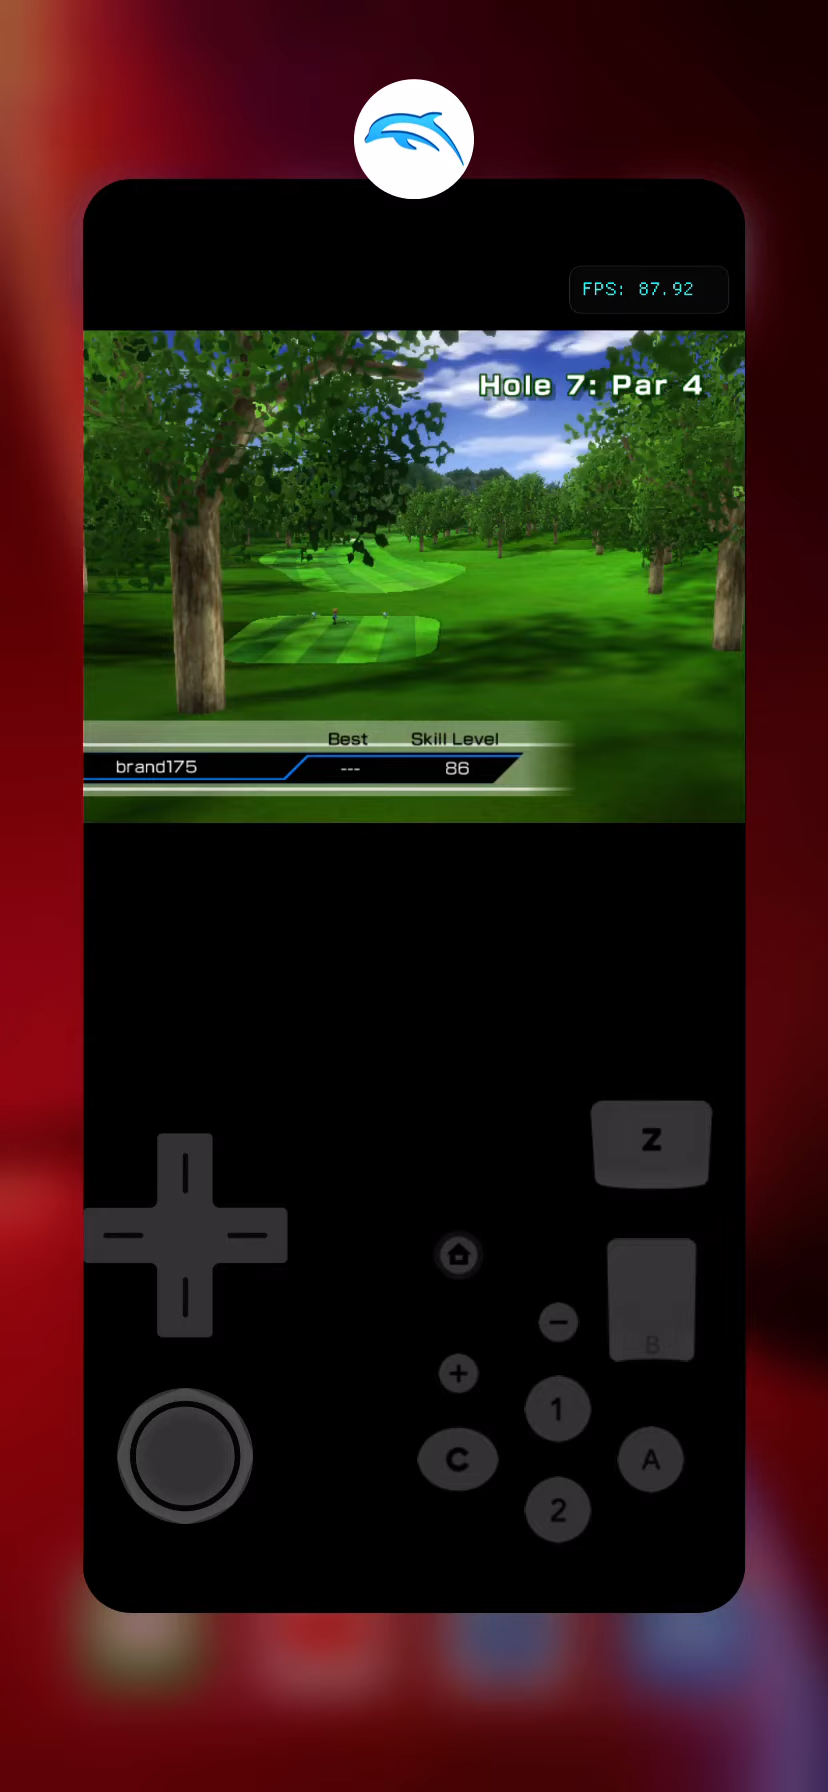 FPS: 87.92
Hole 7: Par 4
Best Skill Level
brand175 --- 86
Z
B
1
C
A
2